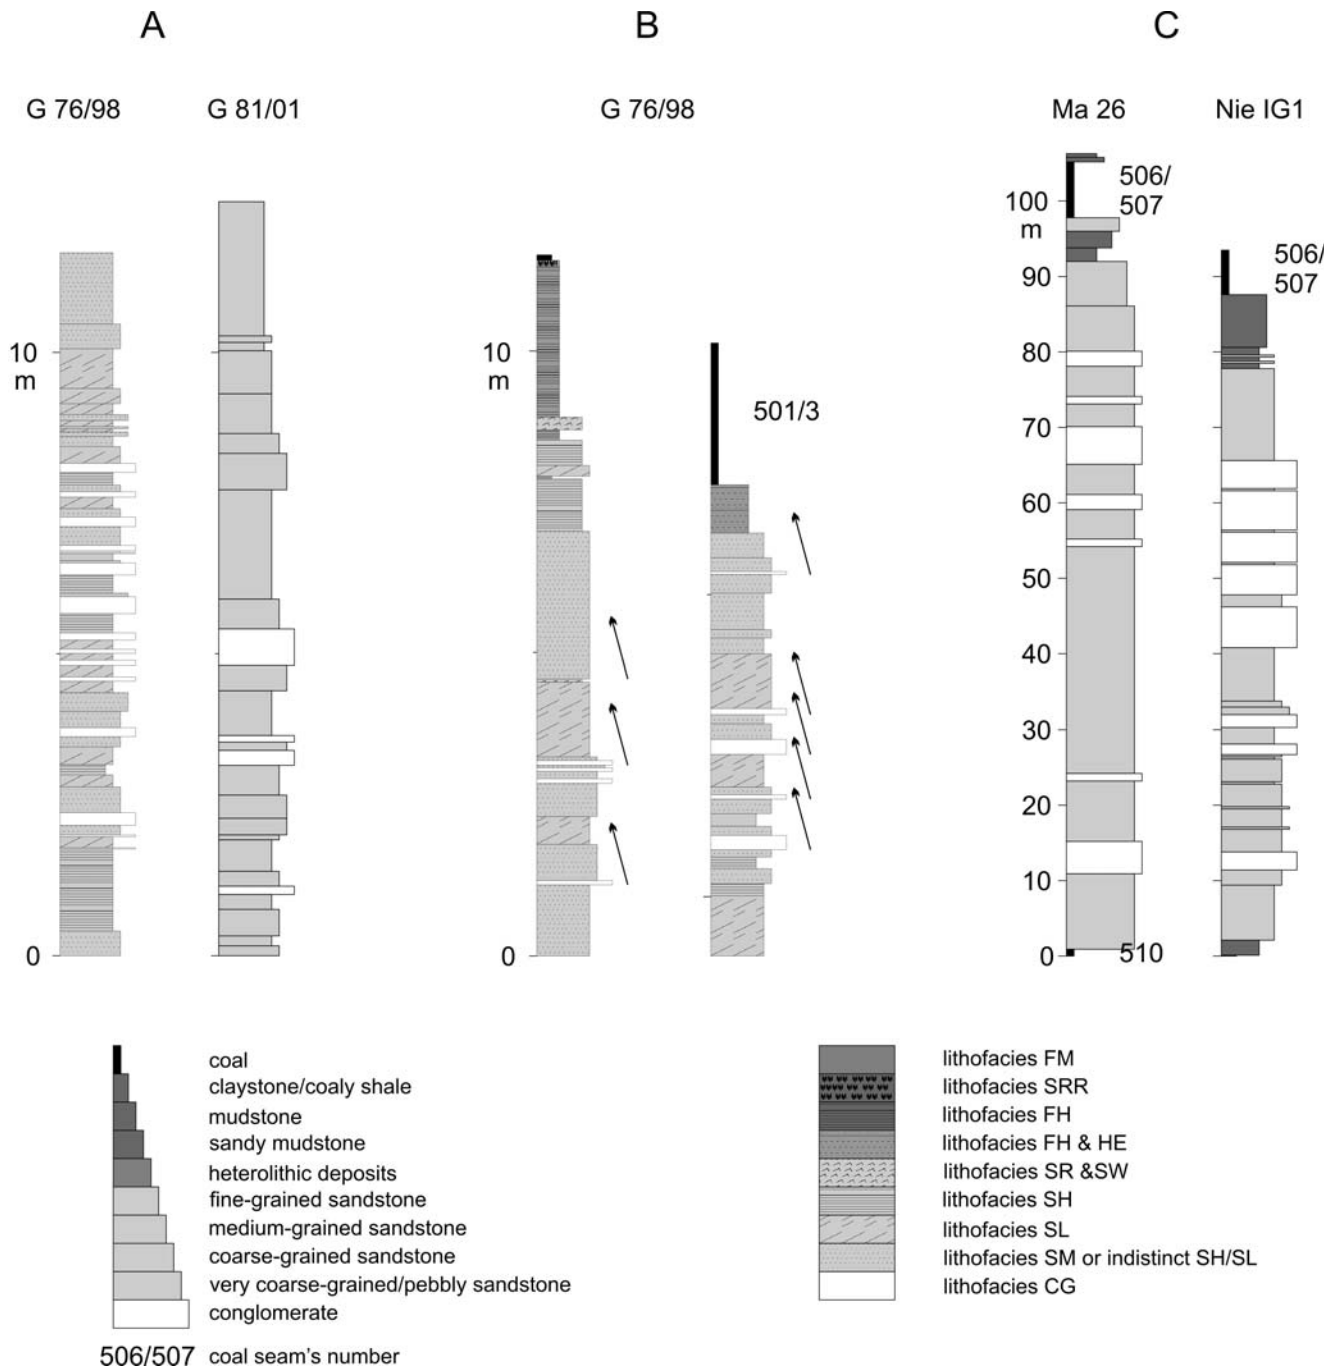 A B C
G 76/98 G 81/01 G 76/98 Ma 26 Nie IG1
10
m
0
10
m
501/3
0
506/
507
100
m
90
80
70
60
50
40
30
20
10
0
510
506/
507
coal
claystone/coaly shale
mudstone
sandy mudstone
heterolithic deposits
fine-grained sandstone
medium-grained sandstone
coarse-grained sandstone
very coarse-grained/pebbly sandstone
conglomerate
506/507 coal seam's number
lithofacies FM
lithofacies SRR
lithofacies FH
lithofacies FH & HE
lithofacies SR &SW
lithofacies SH
lithofacies SL
lithofacies SM or indistinct SH/SL
lithofacies CG